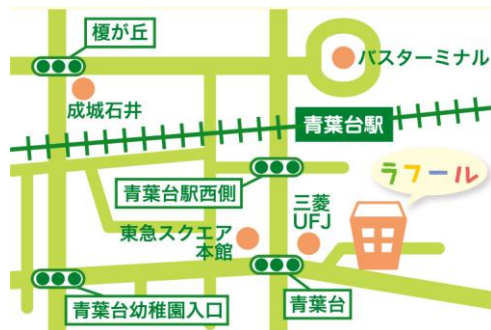 榎が丘
バスターミナル
成城石井
青葉台駅
ラフール
青葉台駅西側
三菱
UFJ
東急スクエア
本館
青葉台幼稚園入口
青葉台